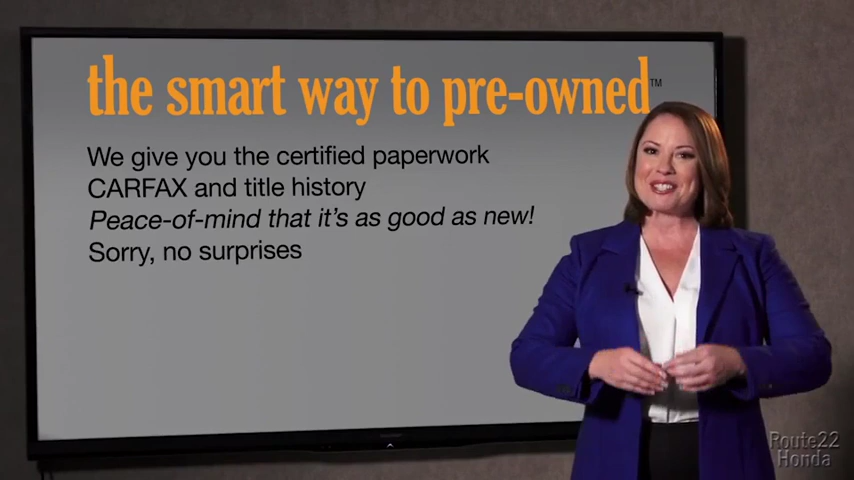 the smart way to pre-owned™
We give you the certified paperwork
CARFAX and title history
Peace-of-mind that it's as good as new!
Sorry, no surprises
Route22
Honda